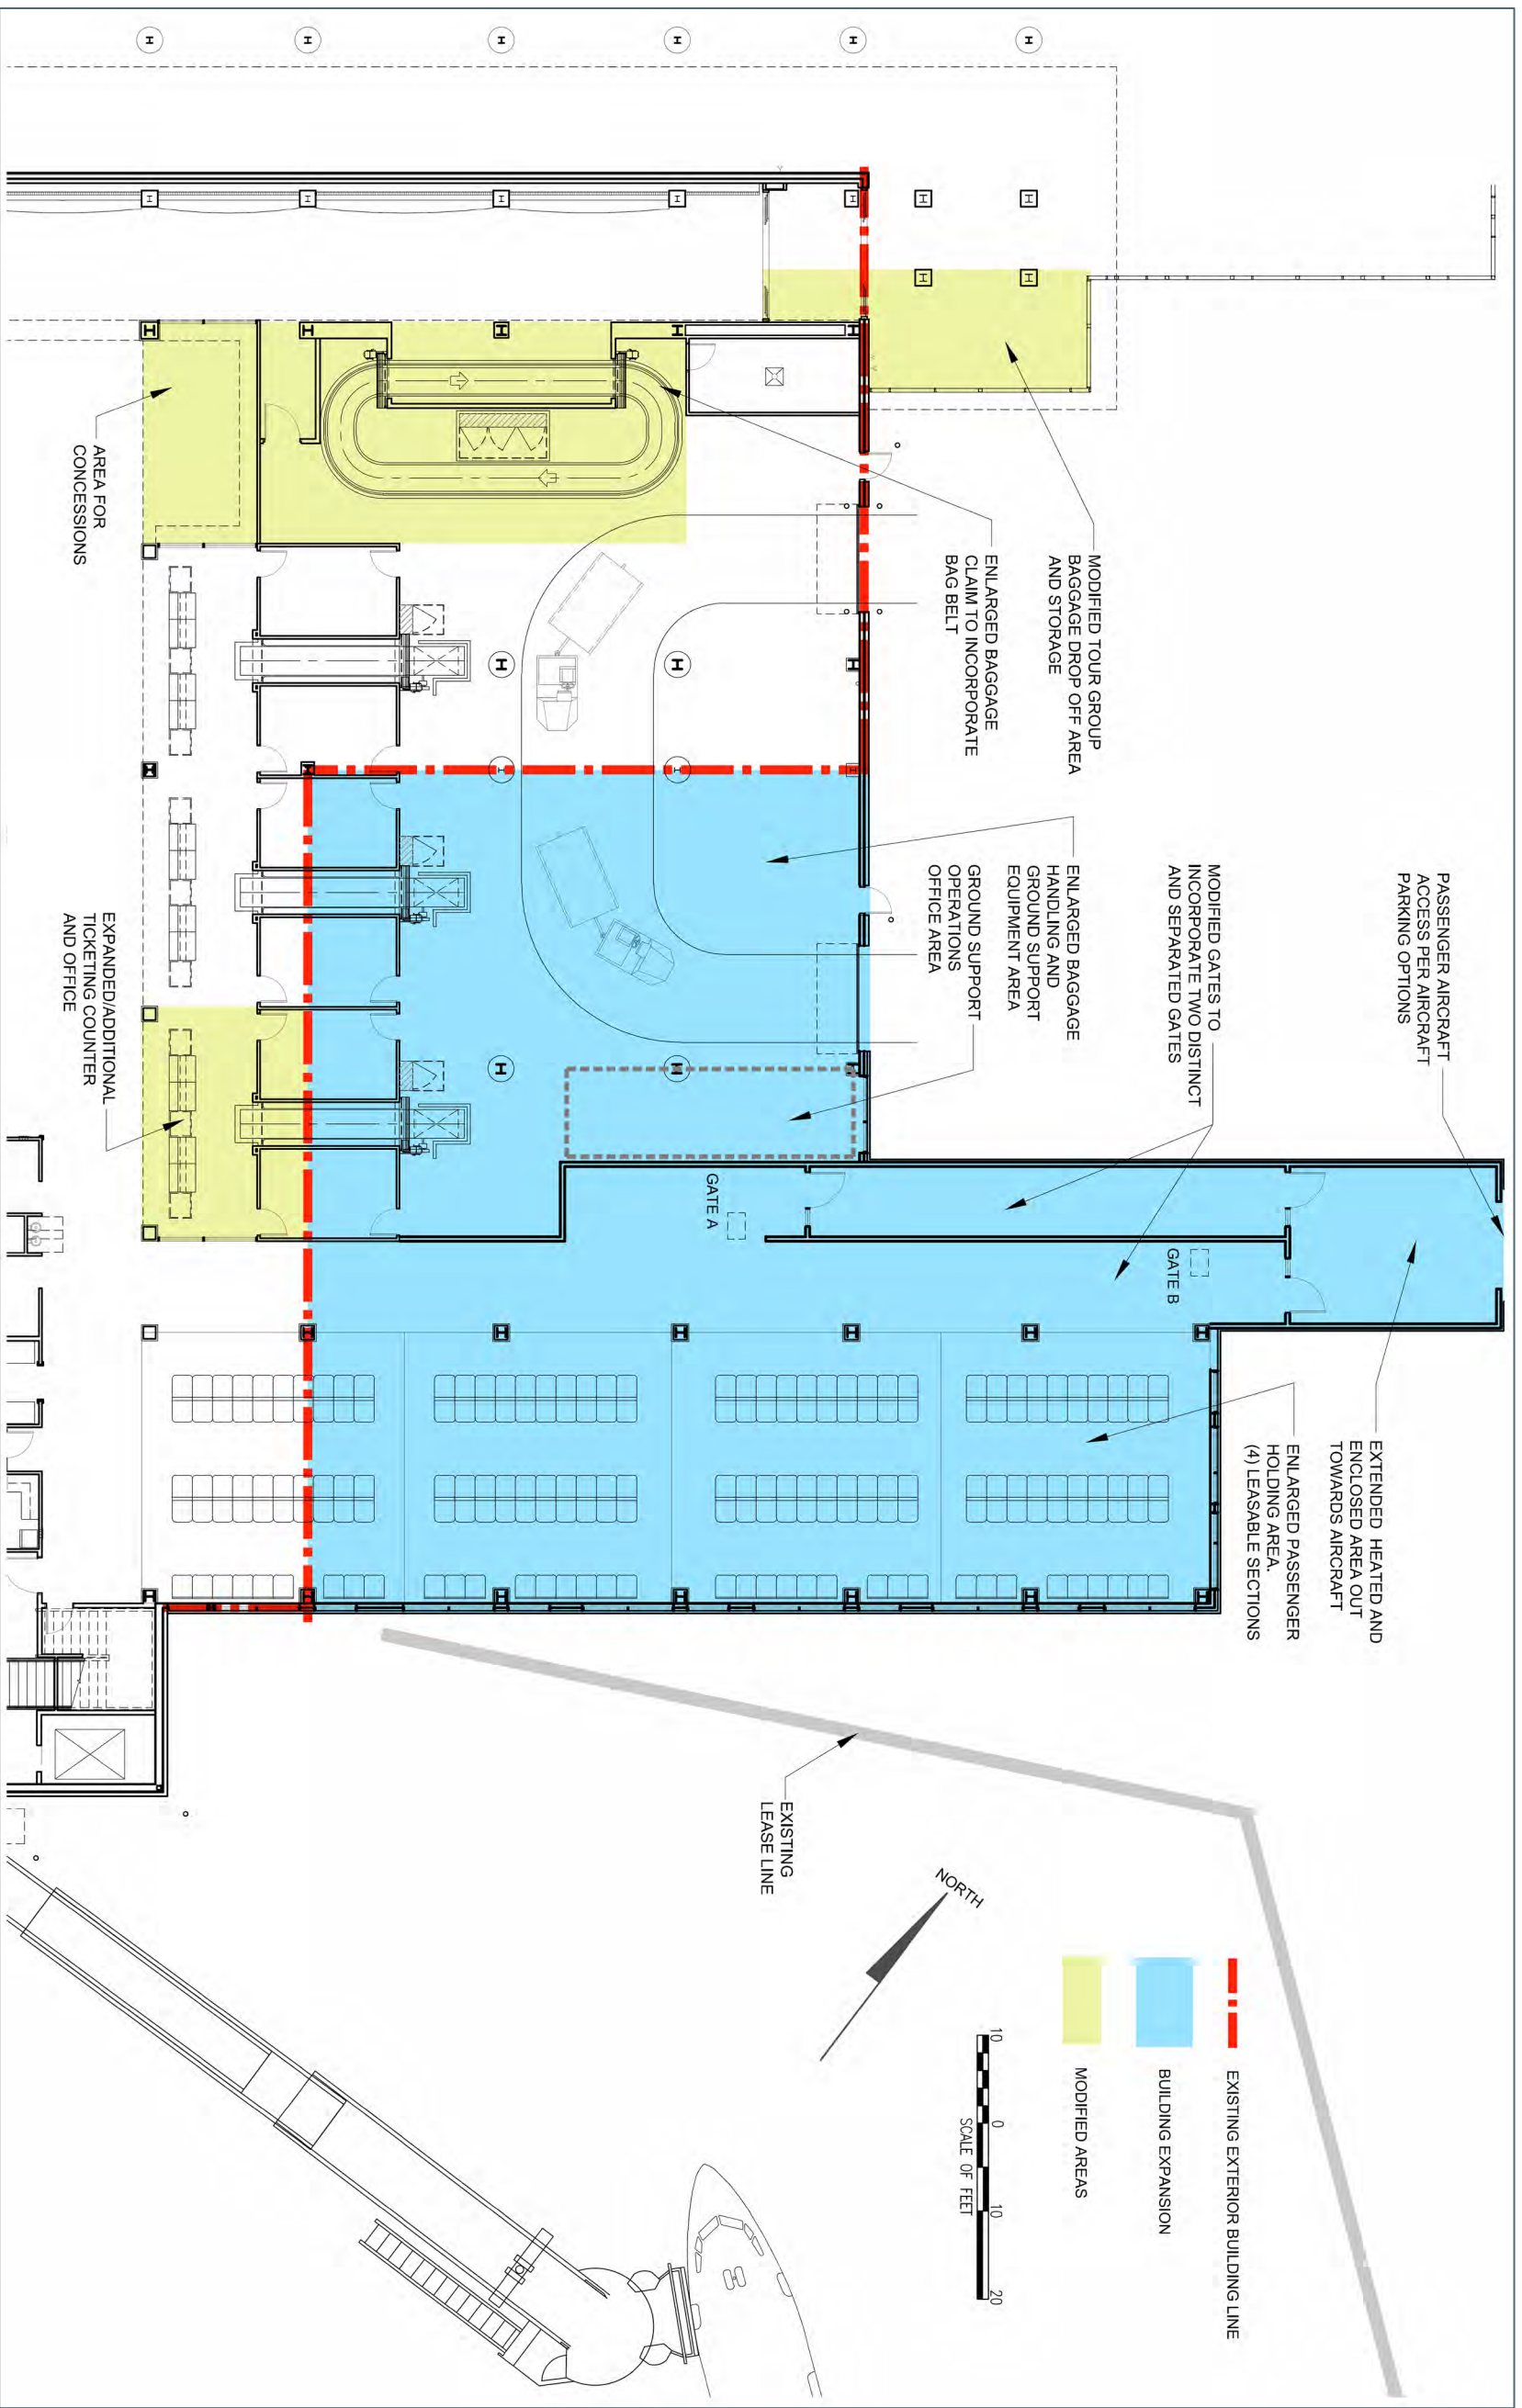 PASSENGER AIRCRAFT
ACCESS PER AIRCRAFT
PARKING OPTIONS
MODIFIED GATES TO
INCORPORATE TWO DISTINCT
AND SEPARATED GATES
MODIFIED TOUR GROUP
BAGGAGE DROP OFF AREA
AND STORAGE
ENLARGED BAGGAGE
CLAIM TO INCORPORATE
BAG BELT
ENLARGED BAGGAGE
HANDLING AND
GROUND SUPPORT
EQUIPMENT AREA
GROUND SUPPORT
OPERATIONS
OFFICE AREA
EXTENDED HEATED AND
ENCLOSED AREA OUT
TOWARDS AIRCRAFT
ENLARGED PASSENGER
HOLDING AREA.
(4) LEASABLE SECTIONS
GATE B
GATE A
AREA FOR
CONCESSIONS
EXPANDED/ADDITIONAL
TICKETING COUNTER
AND OFFICE
EXISTING
LEASE LINE
NORTH
EXISTING EXTERIOR BUILDING LINE
BUILDING EXPANSION
MODIFIED AREAS
10 0 10 20
SCALE OF FEET